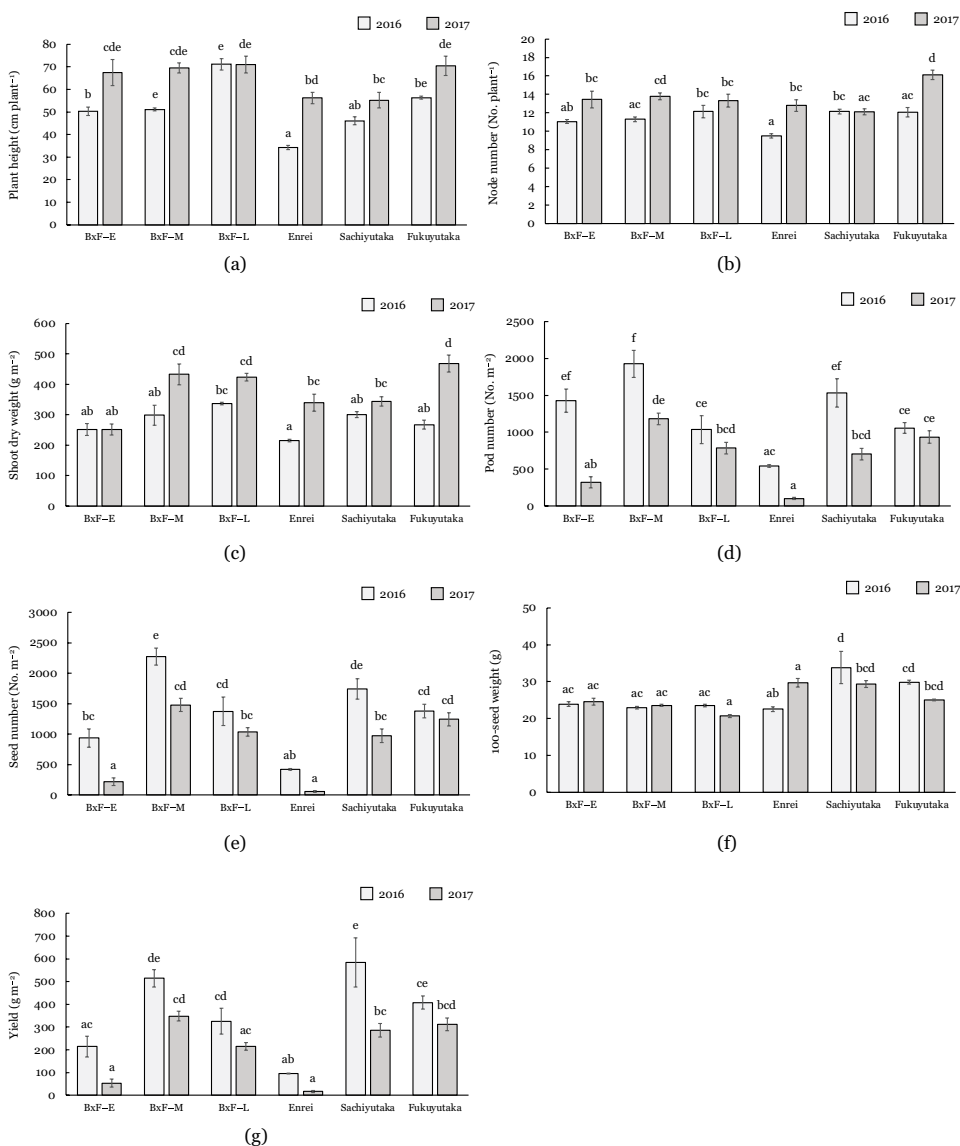 2016 2017
Plant height (cm plant⁻¹)
80
70
60
50
40
30
20
10
0
b cde e cde e de a bd ab bc be de
BxF–E BxF–M BxF–L Enrei Sachiyutaka Fukuyutaka
(a)
2016 2017
Node number (No. plant⁻¹)
20
18
16
14
12
10
8
6
4
2
0
ab bc ac cd bc bc a bc bc ac ac d
BxF–E BxF–M BxF–L Enrei Sachiyutaka Fukuyutaka
(b)
2016 2017
Shoot dry weight (g m⁻²)
600
500
400
300
200
100
0
ab ab ab cd bc cd a bc ab bc ab d
BxF–E BxF–M BxF–L Enrei Sachiyutaka Fukuyutaka
(c)
2016 2017
Pod number (No. m⁻²)
2500
2000
1500
1000
500
0
ef ab f de ce bcd ac a ef bcd ce ce
BxF–E BxF–M BxF–L Enrei Sachiyutaka Fukuyutaka
(d)
2016 2017
Seed number (No. m⁻²)
3000
2500
2000
1500
1000
500
0
bc a e cd cd bc ab a de bc cd cd
BxF–E BxF–M BxF–L Enrei Sachiyutaka Fukuyutaka
(e)
2016 2017
100-seed weight (g)
50
40
30
20
10
0
ac ac ac ac ac a ab a d bcd cd bcd
BxF–E BxF–M BxF–L Enrei Sachiyutaka Fukuyutaka
(f)
2016 2017
Yield (g m⁻²)
800
700
600
500
400
300
200
100
0
ac a de cd cd ac ab a e bc ce bcd
BxF–E BxF–M BxF–L Enrei Sachiyutaka Fukuyutaka
(g)